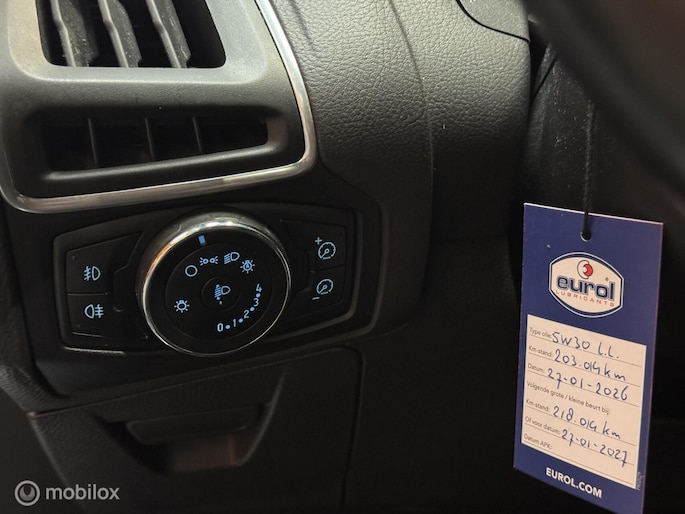 0.1.2.3.4
eurol
LUBRICANTS
Type olie: 5W30 L.L.
Km-stand: 203.014 km
Datum: 27-01-2026
Volgende grote / kleine beurt bij:
Km-stand: 218.014 km
Of voor datum: 27-01-2027
Datum APK:
EUROL.COM
mobilox